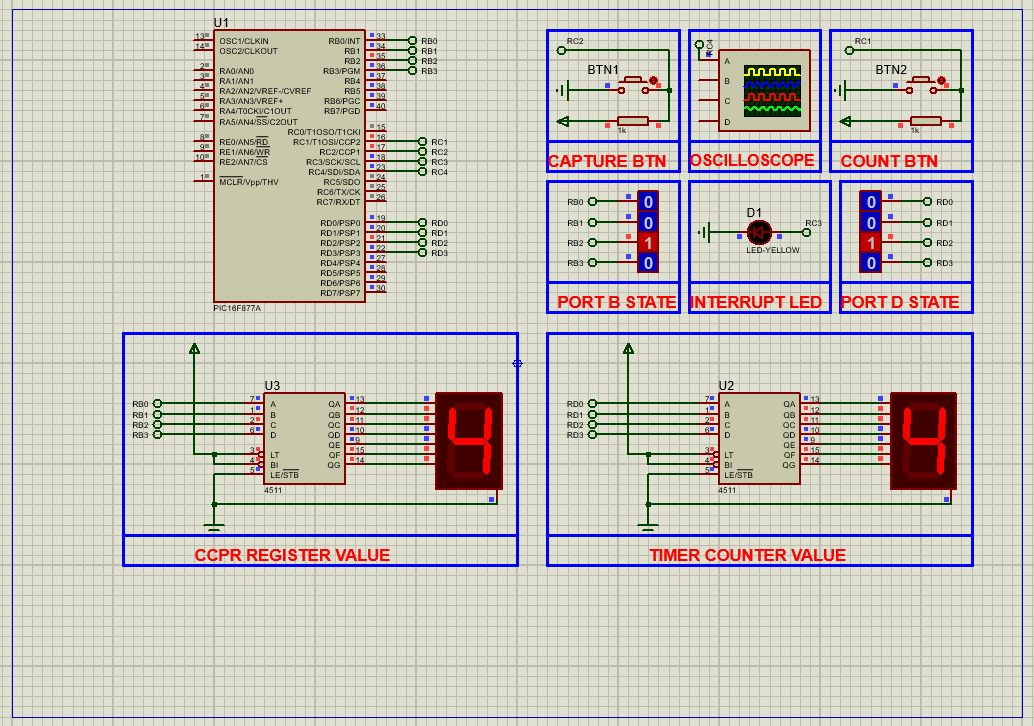 U1
13 OSC1/CLKIN RB0/INT 33 RB0
14 OSC2/CLKOUT RB1 34 RB1
RB2 35 RB2
2 RA0/AN0 RB3/PGM 36 RB3
3 RA1/AN1 RB4 37
4 RA2/AN2/VREF-/CVREF RB5 38
5 RA3/AN3/VREF+ RB6/PGC 39
6 RA4/T0CKI/C1OUT RB7/PGD 40
7 RA5/AN4/SS/C2OUT
RC0/T1OSO/T1CKI 15
8 RE0/AN5/RD RC1/T1OSI/CCP2 16 RC1
9 RE1/AN6/WR RC2/CCP1 17 RC2
10 RE2/AN7/CS RC3/SCK/SCL 18 RC3
RC4/SDI/SDA 23 RC4
1 MCLR/Vpp/THV RC5/SDO 24
RC6/TX/CK 25
RC7/RX/DT 26
RD0/PSP0 19 RD0
RD1/PSP1 20 RD1
RD2/PSP2 21 RD2
RD3/PSP3 22 RD3
RD4/PSP4 27
RD5/PSP5 28
RD6/PSP6 29
RD7/PSP7 30
PIC16F877A
RC2
BTN1
1k
CAPTURE BTN
RC4
A
B
C
D
OSCILLOSCOPE
RC1
BTN2
1k
COUNT BTN
RB0 0
RB1 0
RB2 1
RB3 0
PORT B STATE
D1
RC3
LED-YELLOW
INTERRUPT LED
0 RD0
0 RD1
1 RD2
0 RD3
PORT D STATE
U3
RB0 7 A QA 13
RB1 1 B QB 12
RB2 2 C QC 11
RB3 6 D QD 10
QE 9
3 LT QF 15
4 BI QG 14
5 LE/STB
4511
4
CCPR REGISTER VALUE
U2
RD0 7 A QA 13
RD1 1 B QB 12
RD2 2 C QC 11
RD3 6 D QD 10
QE 9
3 LT QF 15
4 BI QG 14
5 LE/STB
4511
4
TIMER COUNTER VALUE